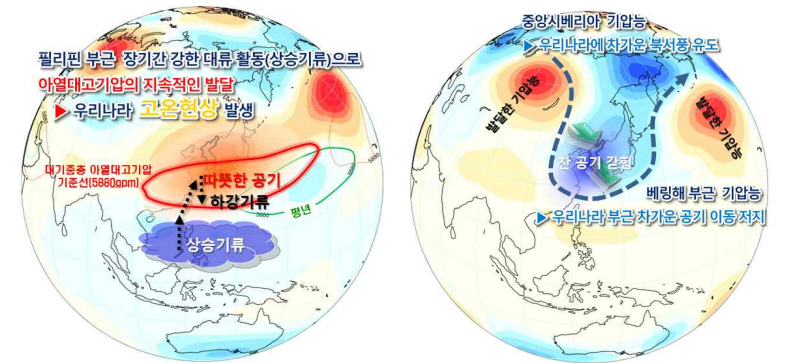 필리핀 부근 장기간 강한 대류 활동(상승기류)으로
아열대고기압의 지속적인 발달
▶ 우리나라 고온현상 발생
대기중층 아열대고기압
기준선(5880gpm)
따뜻한 공기
하강기류
평년
상승기류
5880
중앙시베리아 기압능
▶ 우리나라에 차가운 북서풍 유도
발달한 기압능
발달한 기압능
찬 공기 갇힘
베링해 부근 기압능
▶ 우리나라 부근 차가운 공기 이동 저지